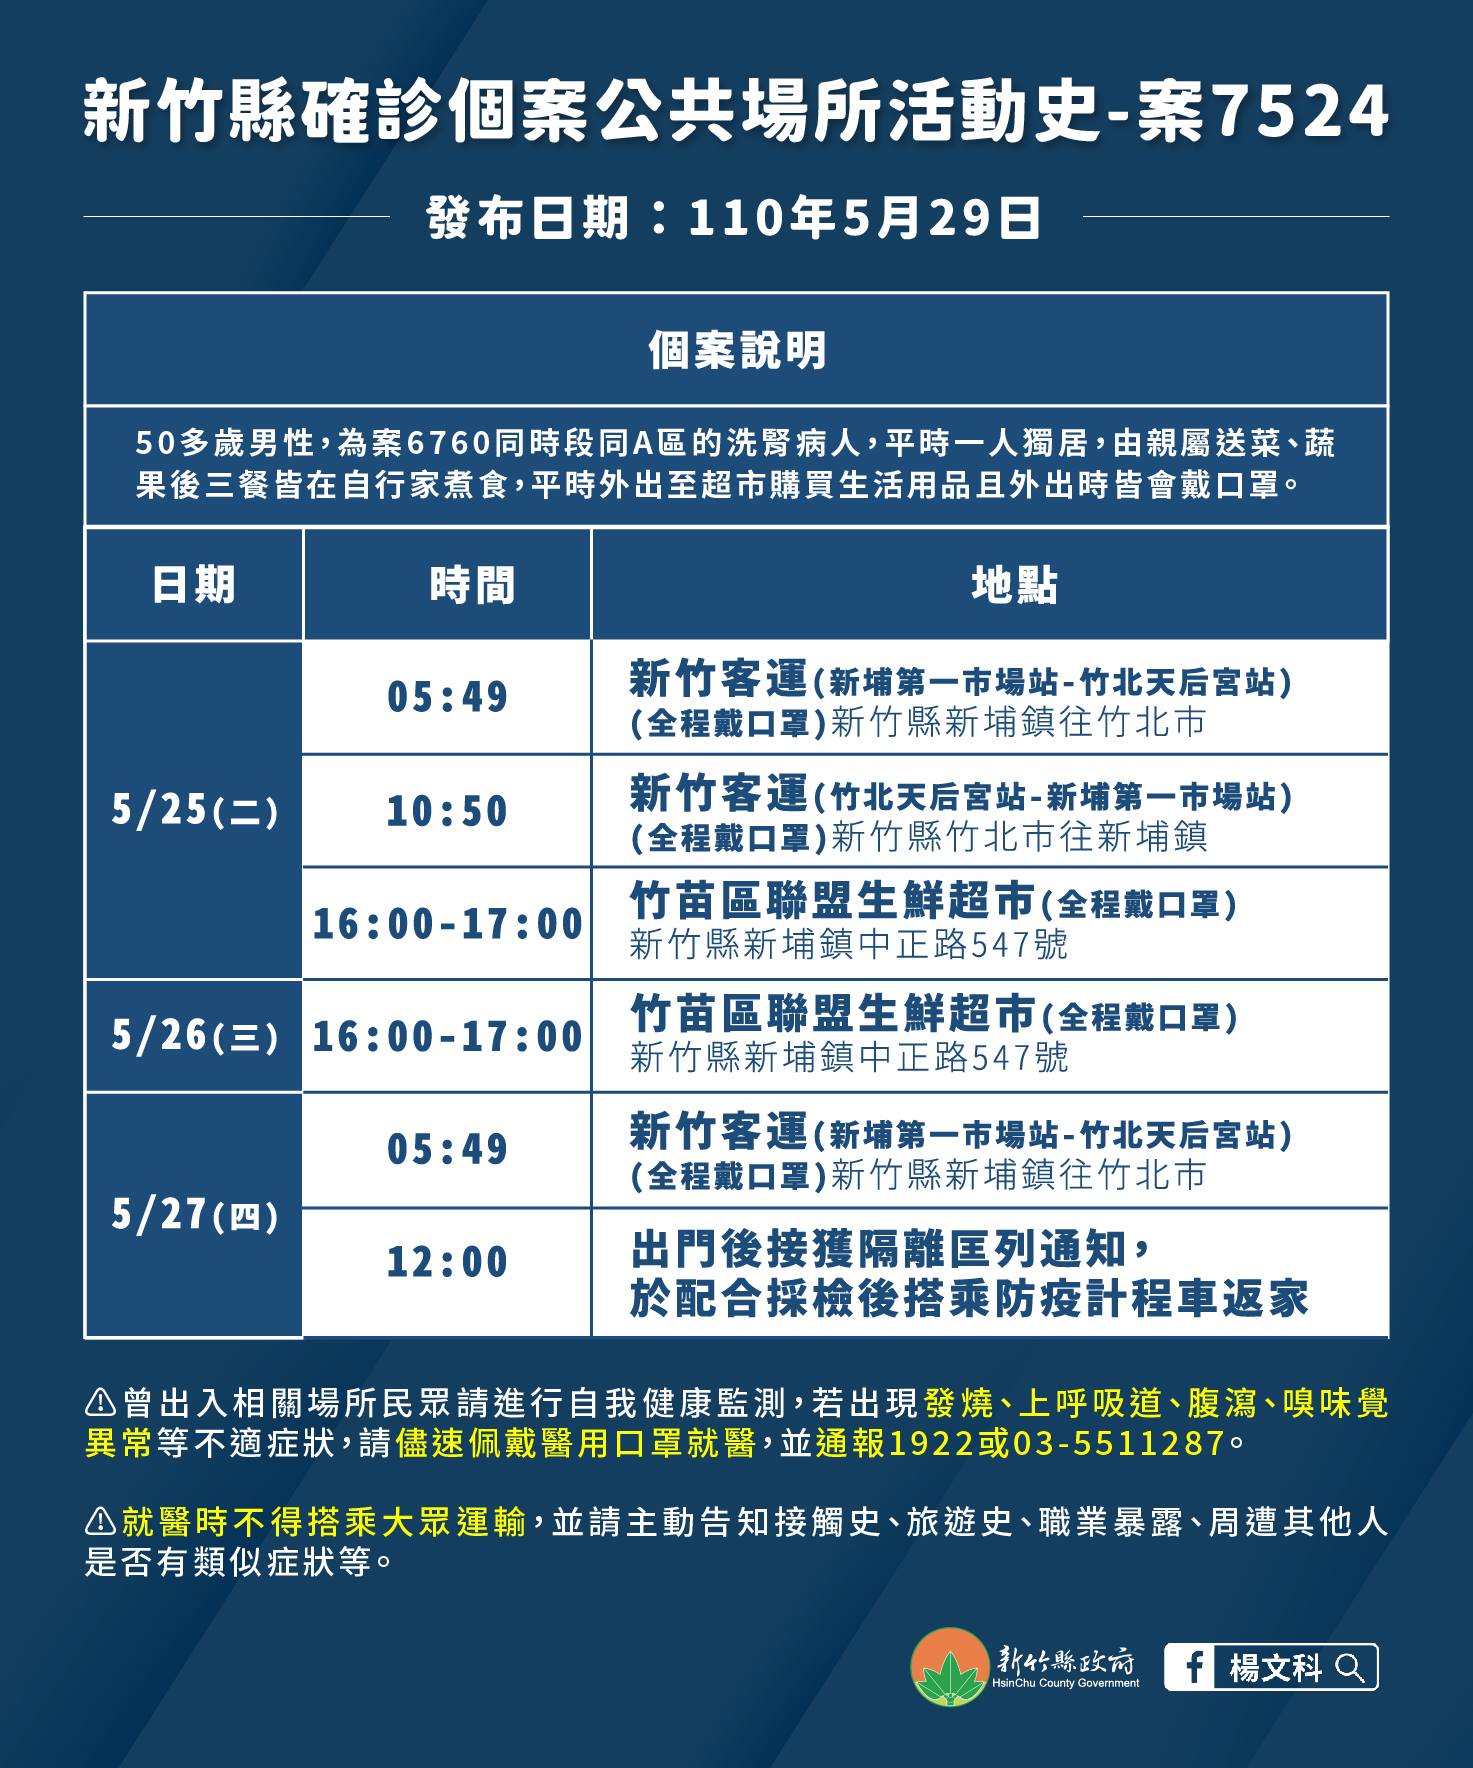 新竹縣確診個案公共場所活動史-案7524
發布日期：110年5月29日
個案說明
50多歲男性，為案6760同時段同A區的洗腎病人，平時一人獨居，由親屬送菜、蔬
果後三餐皆在自行家煮食，平時外出至超市購買生活用品且外出時皆會戴口罩。
日期 時間 地點
5/25(二)
05:49
新竹客運(新埔第一市場站-竹北天后宮站)
(全程戴口罩)新竹縣新埔鎮往竹北市
10:50
新竹客運(竹北天后宮站-新埔第一市場站)
(全程戴口罩)新竹縣竹北市往新埔鎮
16:00-17:00
竹苗區聯盟生鮮超市(全程戴口罩)
新竹縣新埔鎮中正路547號
5/26(三)
16:00-17:00
竹苗區聯盟生鮮超市(全程戴口罩)
新竹縣新埔鎮中正路547號
5/27(四)
05:49
新竹客運(新埔第一市場站-竹北天后宮站)
(全程戴口罩)新竹縣新埔鎮往竹北市
12:00
出門後接獲隔離匡列通知，
於配合採檢後搭乘防疫計程車返家
⚠曾出入相關場所民眾請進行自我健康監測，若出現發燒、上呼吸道、腹瀉、嗅味覺
異常等不適症狀，請儘速佩戴醫用口罩就醫，並通報1922或03-5511287。
⚠就醫時不得搭乘大眾運輸，並請主動告知接觸史、旅遊史、職業暴露、周遭其他人
是否有類似症狀等。
新竹縣政府
HsinChu County Government
f 楊文科